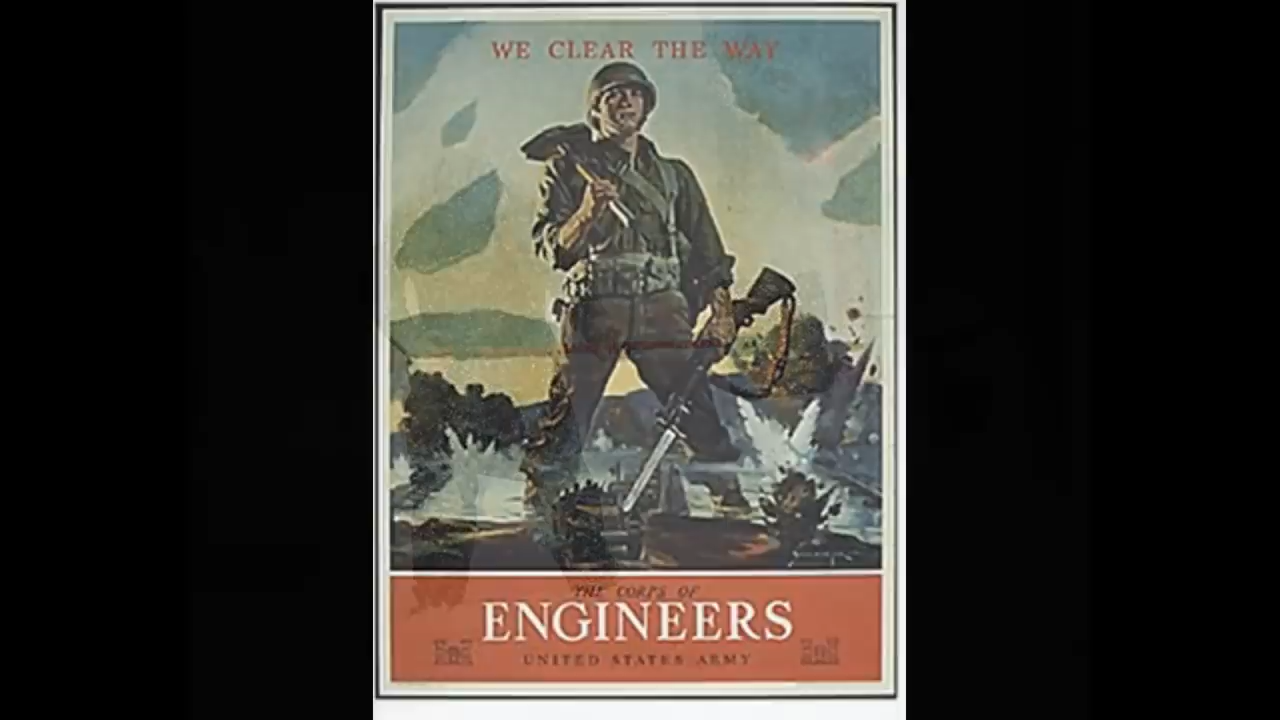 WE CLEAR THE WAY
THE CORPS OF
ENGINEERS
UNITED STATES ARMY